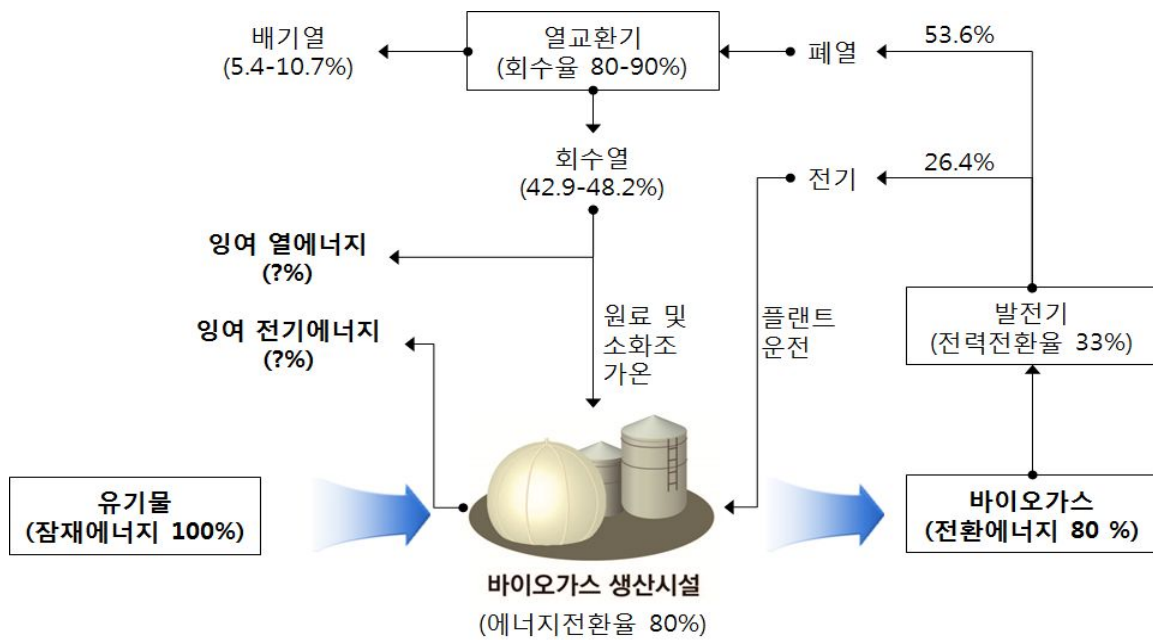 배기열
(5.4-10.7%)
열교환기
(회수율 80-90%)
폐열
53.6%
회수열
(42.9-48.2%)
전기
26.4%
잉여 열에너지
(?%)
잉여 전기에너지
(?%)
원료 및
소화조
가온
플랜트
운전
발전기
(전력전환율 33%)
유기물
(잠재에너지 100%)
바이오가스
(전환에너지 80 %)
바이오가스 생산시설
(에너지전환율 80%)